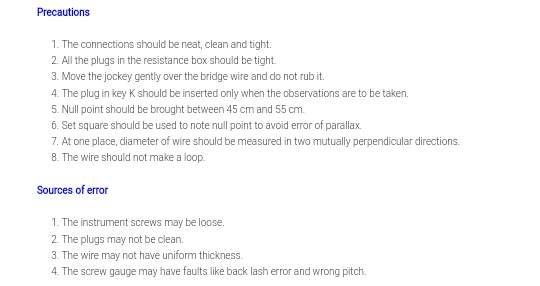 Precautions
1. The connections should be neat, clean and tight.
2. All the plugs in the resistance box should be tight.
3. Move the jockey gently over the bridge wire and do not rub it.
4. The plug in key K should be inserted only when the observations are to be taken.
5. Null point should be brought between 45 cm and 55 cm.
6. Set square should be used to note null point to avoid error of parallax.
7. At one place, diameter of wire should be measured in two mutually perpendicular directions.
8. The wire should not make a loop.
Sources of error
1. The instrument screws may be loose.
2. The plugs may not be clean.
3. The wire may not have uniform thickness.
4. The screw gauge may have faults like back lash error and wrong pitch.